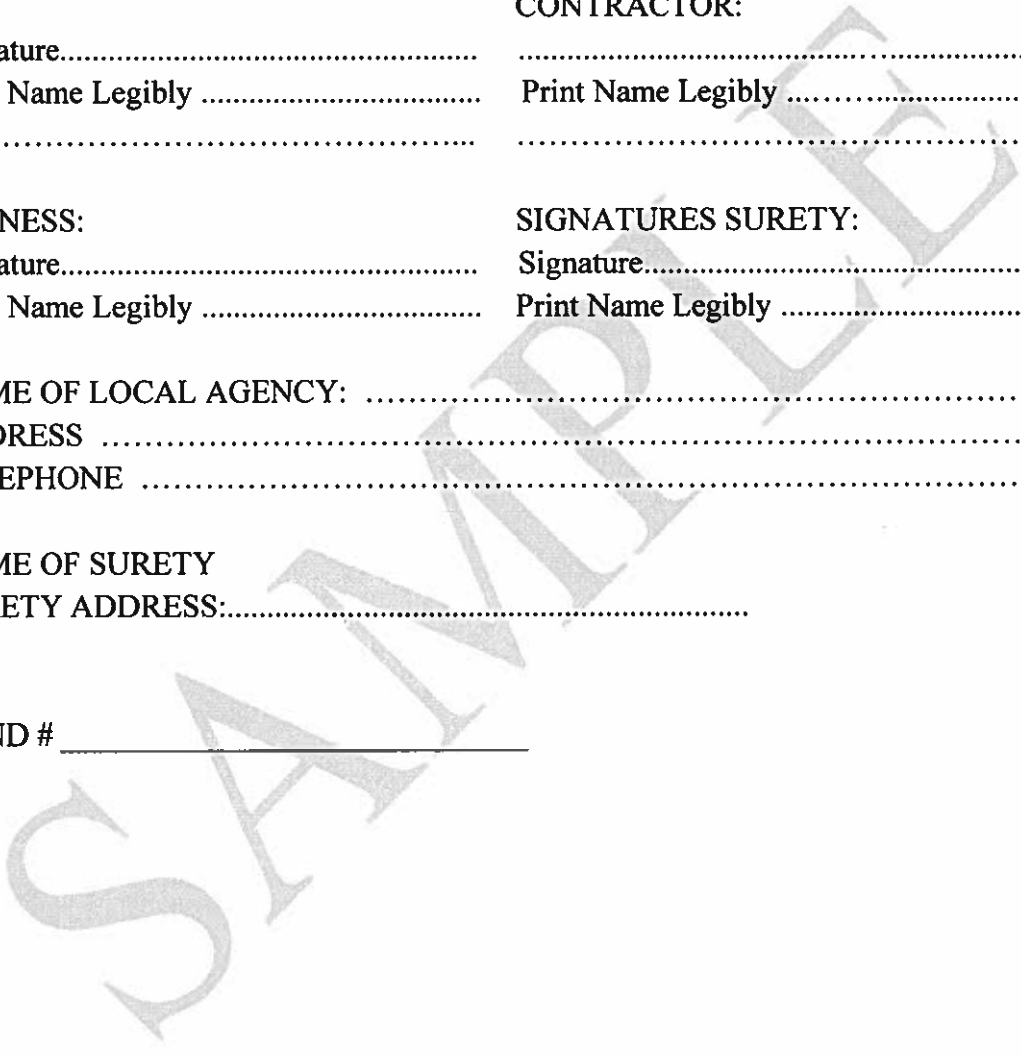 CONTRACTOR:
ature.................................................... ...............................................................
Name Legibly ................................... Print Name Legibly ..............................
........................................................ ...............................................................
NESS: SIGNATURES SURETY:
ature.................................................... Signature...............................................
Name Legibly ................................... Print Name Legibly ..............................
ME OF LOCAL AGENCY: ............................................................
DRESS ....................................................................................
EPHONE ................................................................................
ME OF SURETY
ETY ADDRESS:.................................................................
ND # ____________________
SAMPLE